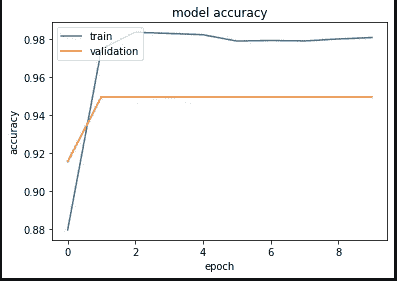 model accuracy
train
validation
accuracy
0.98
0.96
0.94
0.92
0.90
0.88
0 2 4 6 8
epoch